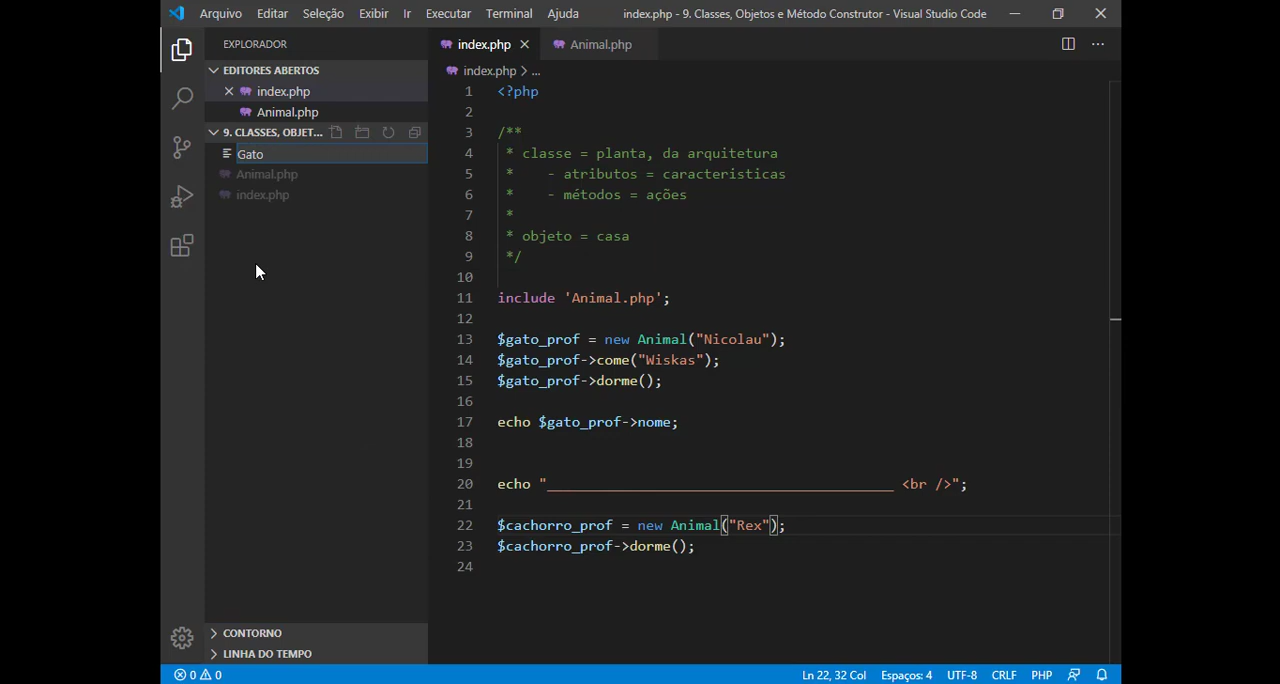 Arquivo Editar Seleção Exibir Ir Executar Terminal Ajuda index.php - 9. Classes, Objetos e Método Construtor - Visual Studio Code
EXPLORADOR
EDITORES ABERTOS
index.php
Animal.php
9. CLASSES, OBJET...
Gato
Animal.php
index.php
CONTORNO
LINHA DO TEMPO
index.php Animal.php
index.php > ...
1 <?php
2
3 /**
4 * classe = planta, da arquitetura
5 *    - atributos = caracteristicas
6 *    - métodos = ações
7 *
8 * objeto = casa
9 */
10
11 include 'Animal.php';
12
13 $gato_prof = new Animal("Nicolau");
14 $gato_prof->come("Wiskas");
15 $gato_prof->dorme();
16
17 echo $gato_prof->nome;
18
19
20 echo "__________________________________________ <br />";
21
22 $cachorro_prof = new Animal("Rex");
23 $cachorro_prof->dorme();
24
0 0 Ln 22, 32 Col Espaços: 4 UTF-8 CRLF PHP